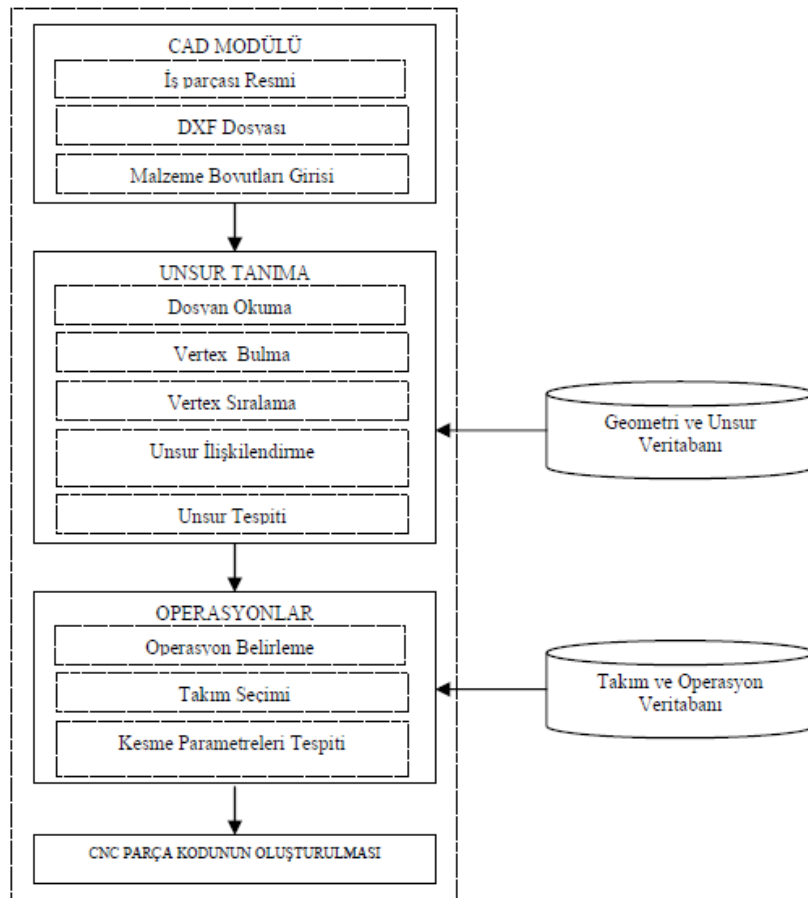 CAD MODÜLÜ
İş parçası Resmi
DXF Dosyası
Malzeme Boyutları Girisi
UNSUR TANIMA
Dosyan Okuma
Vertex Bulma
Vertex Sıralama
Unsur İlişkilendirme
Unsur Tespiti
Geometri ve Unsur
Veritabanı
OPERASYONLAR
Operasyon Belirleme
Takım Seçimi
Kesme Parametreleri Tespiti
Takım ve Operasyon
Veritabanı
CNC PARÇA KODUNUN OLUŞTURULMASI